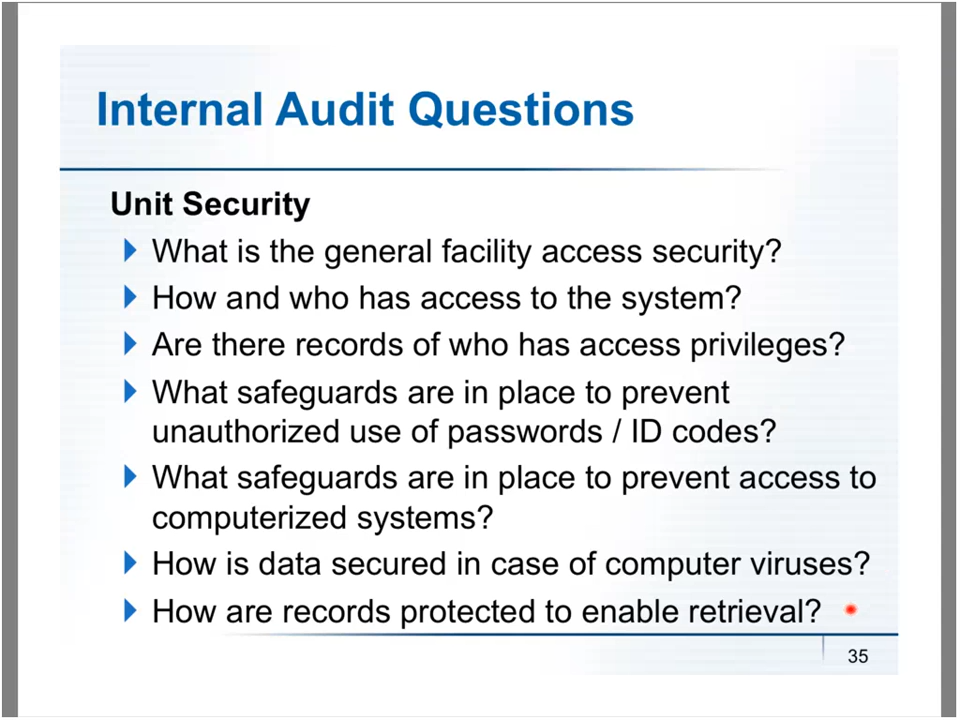 Internal Audit Questions
Unit Security
What is the general facility access security?
How and who has access to the system?
Are there records of who has access privileges?
What safeguards are in place to prevent
unauthorized use of passwords / ID codes?
What safeguards are in place to prevent access to
computerized systems?
How is data secured in case of computer viruses?
How are records protected to enable retrieval?
35